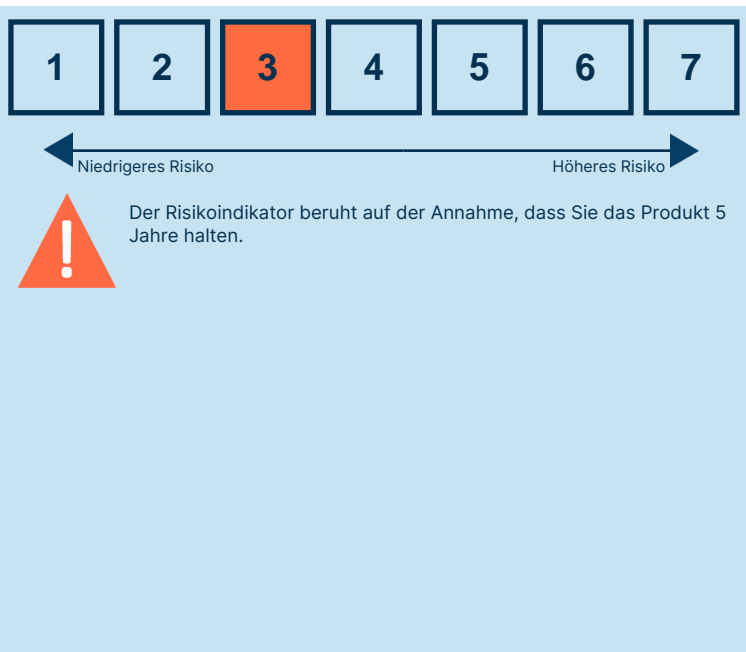 1 2 3 4 5 6 7
Niedrigeres Risiko Höheres Risiko
Der Risikoindikator beruht auf der Annahme, dass Sie das Produkt 5
Jahre halten.